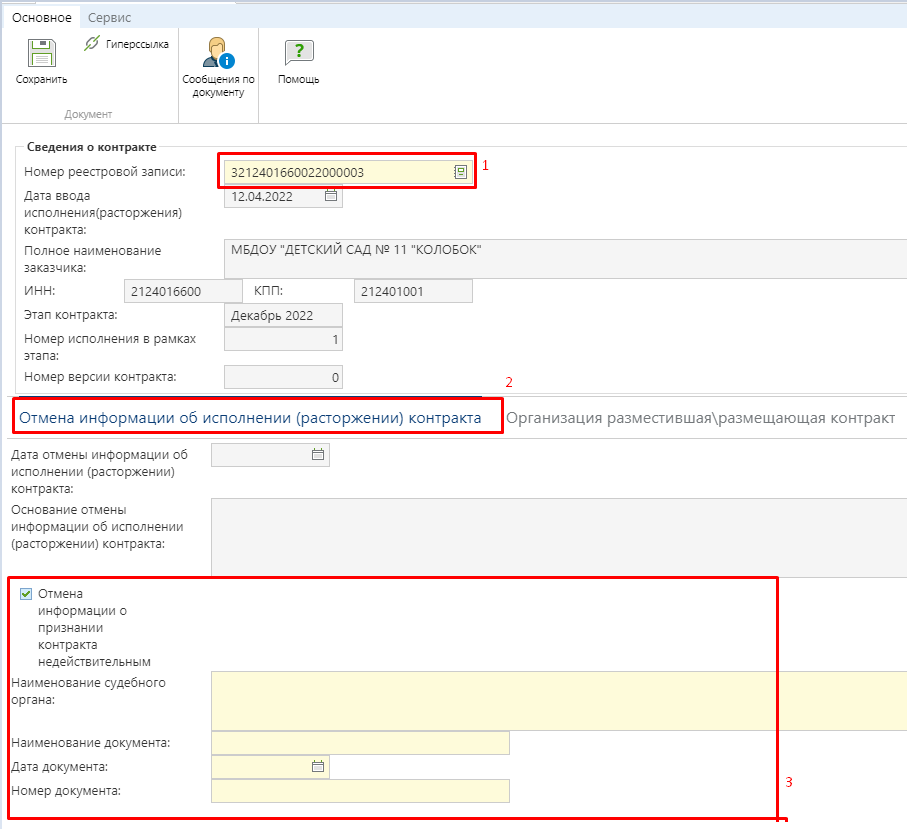 Основное Сервис
Гиперссылка
Сохранить Сообщения по Помощь
документу
Документ
Сведения о контракте
Номер реестровой записи: 3212401660022000003 1
Дата ввода 12.04.2022
исполнения(расторжения)
контракта:
Полное наименование МБДОУ "ДЕТСКИЙ САД № 11 "КОЛОБОК"
заказчика:
ИНН: 2124016600 КПП: 212401001
Этап контракта: Декабрь 2022
Номер исполнения в рамках 1
этапа:
Номер версии контракта: 0
2
Отмена информации об исполнении (расторжении) контракта Организация разместившая\размещающая контракт
Дата отмены информации об
исполнении (расторжении)
контракта:
Основание отмены
информации об исполнении
(расторжении) контракта:
Отмена
информации о
признании
контракта
недействительным
Наименование судебного
органа:
Наименование документа:
Дата документа:
3
Номер документа: